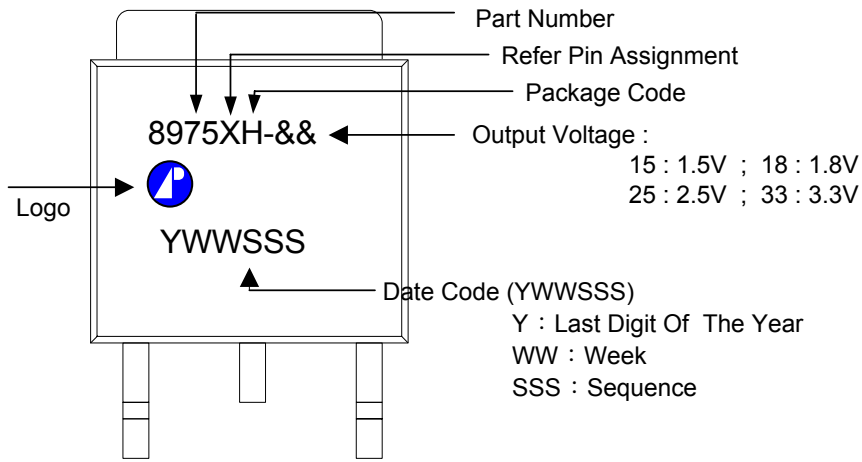 Part Number
Refer Pin Assignment
Package Code
8975XH-&&
Output Voltage :
15 : 1.5V ; 18 : 1.8V
25 : 2.5V ; 33 : 3.3V
Logo
YWWSSS
Date Code (YWWSSS)
Y：Last Digit Of The Year
WW：Week
SSS：Sequence